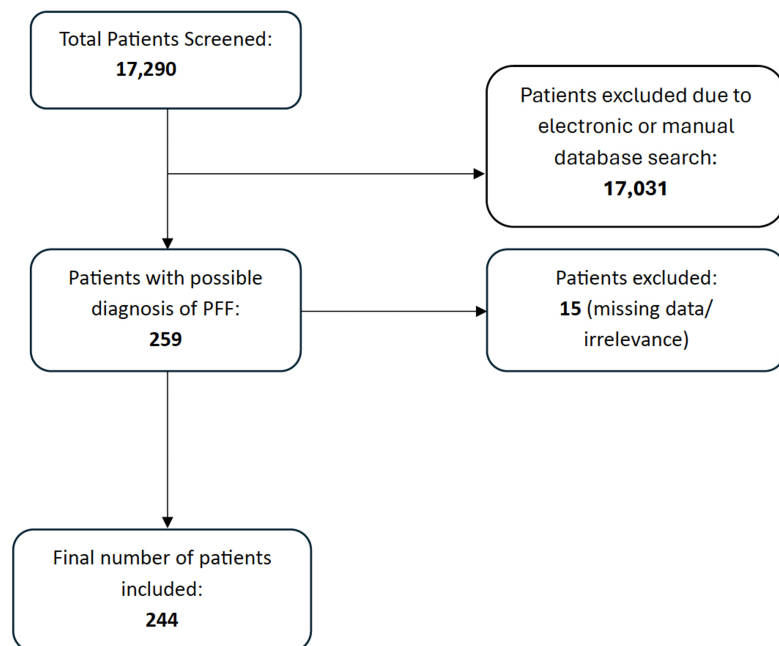 Total Patients Screened:
17,290
Patients excluded due to
electronic or manual
database search:
17,031
Patients with possible
diagnosis of PFF:
259
Patients excluded:
15 (missing data/
irrelevance)
Final number of patients
included:
244